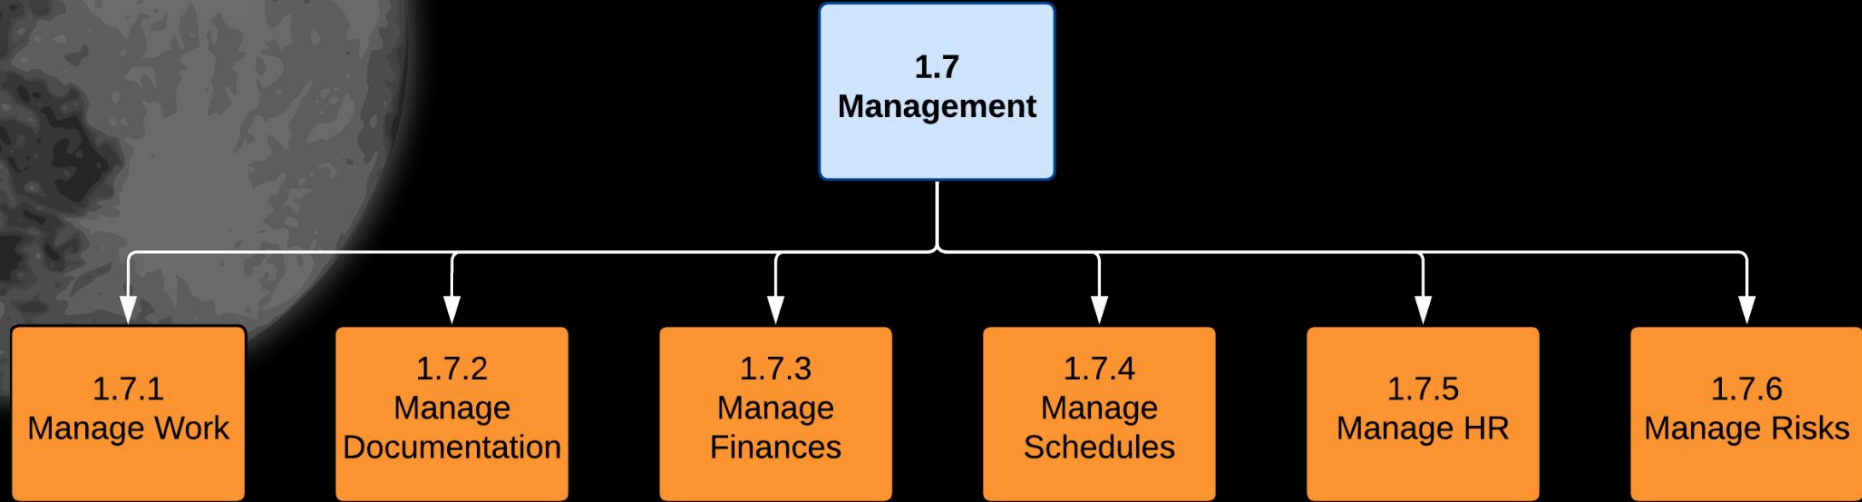 1.7
Management
1.7.1
Manage Work
1.7.2
Manage
Documentation
1.7.3
Manage
Finances
1.7.4
Manage
Schedules
1.7.5
Manage HR
1.7.6
Manage Risks